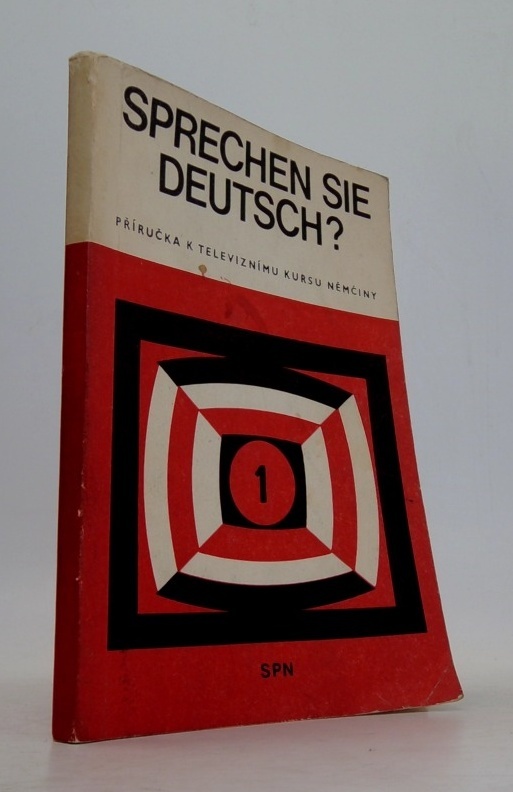 SPRECHEN SIE
DEUTSCH?
PŘÍRUČKA K TELEVIZNÍMU KURSU NĚMČINY
1
SPN